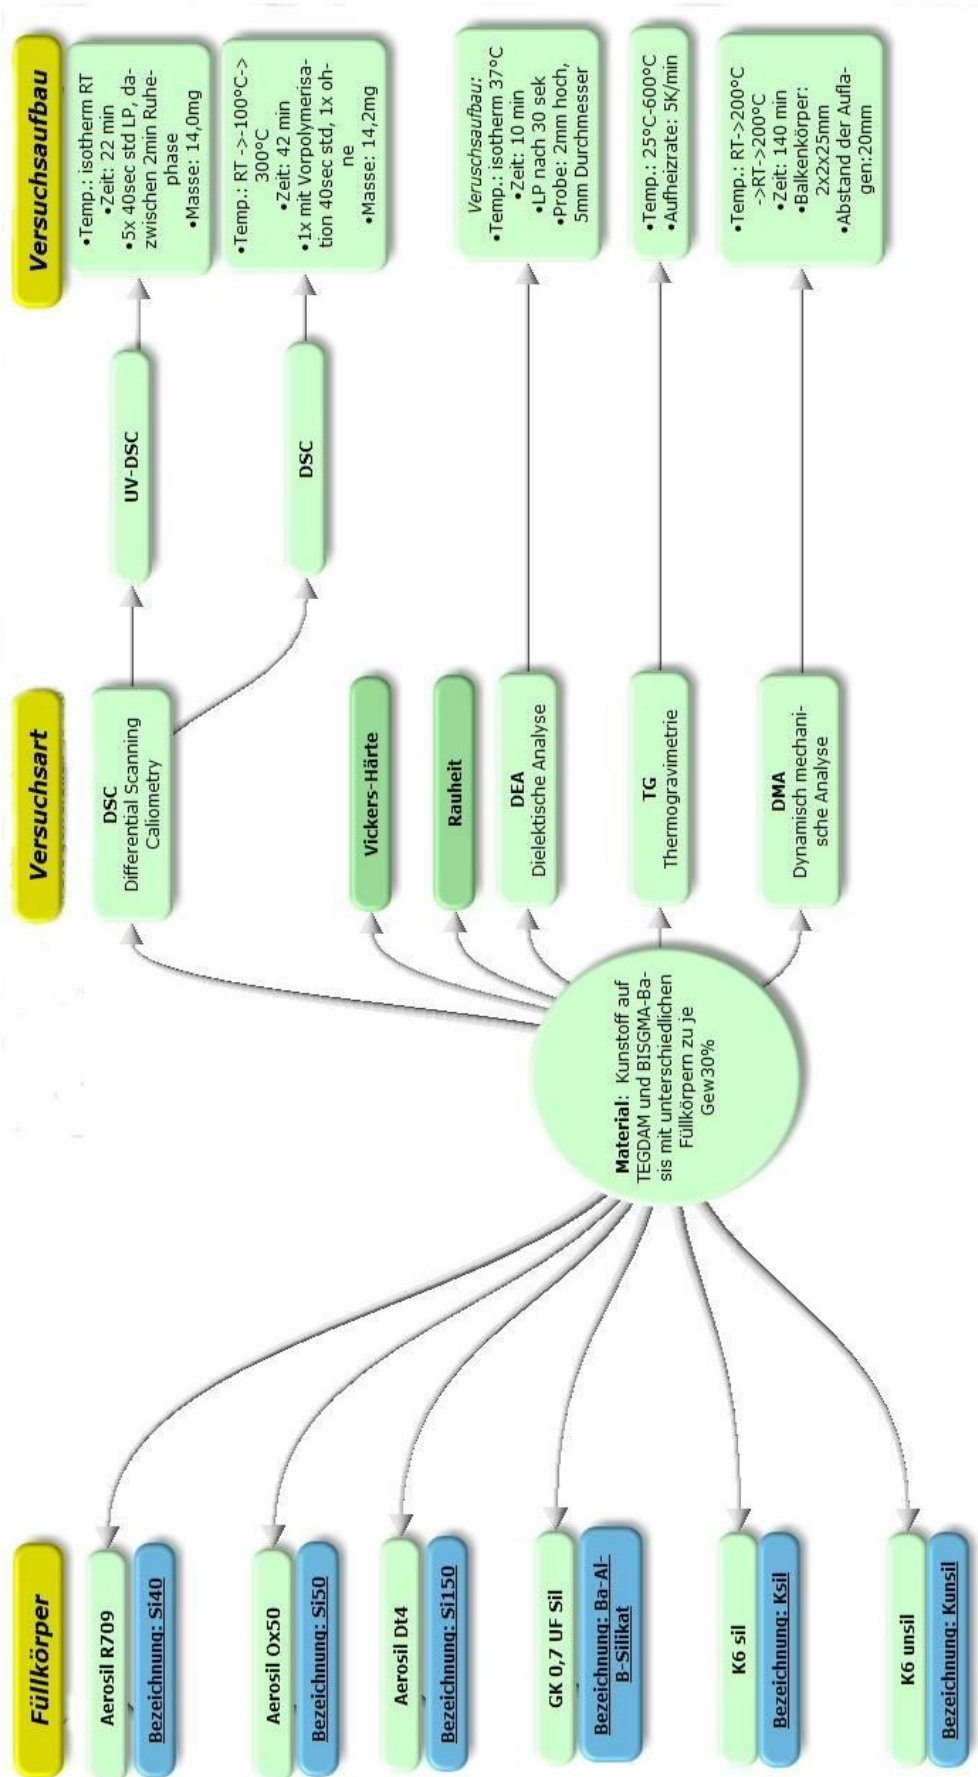 Füllkörper
Aerosil R709
Bezeichnung: Si40
Aerosil Ox50
Bezeichnung: Si50
Aerosil Dt4
Bezeichnung: Si150
GK 0,7 UF Sil
Bezeichnung: Ba-Al-
B-Silikat
K6 sil
Bezeichnung: Ksil
K6 unsil
Bezeichnung: Kunsil
Material: Kunstoff auf
TEGDAM und BISGMA-Ba-
sis mit unterschiedlichen
Füllkörpern zu je
Gew30%
Versuchsart
DSC
Differential Scanning
Caliometry
Vickers-Härte
Rauheit
DEA
Dielektische Analyse
TG
Thermogravimetrie
DMA
Dynamisch mechani-
sche Analyse
UV-DSC
DSC
Versuchsaufbau
•Temp.: isotherm RT
•Zeit: 22 min
•5x 40sec std LP, da-
zwischen 2min Ruhe-
phase
•Masse: 14,0mg
•Temp.: RT ->-100°C->
300°C
•Zeit: 42 min
•1x mit Vorpolymerisa-
tion 40sec std, 1x oh-
ne
•Masse: 14,2mg
Veruschsaufbau:
•Temp.: isotherm 37°C
•Zeit: 10 min
•LP nach 30 sek
•Probe: 2mm hoch,
5mm Durchmesser
•Temp.: 25°C-600°C
•Aufheizrate: 5K/min
•Temp.: RT->200°C
->RT->200°C
•Zeit: 140 min
•Balkenkörper:
2x2x25mm
•Abstand der Aufla-
gen:20mm